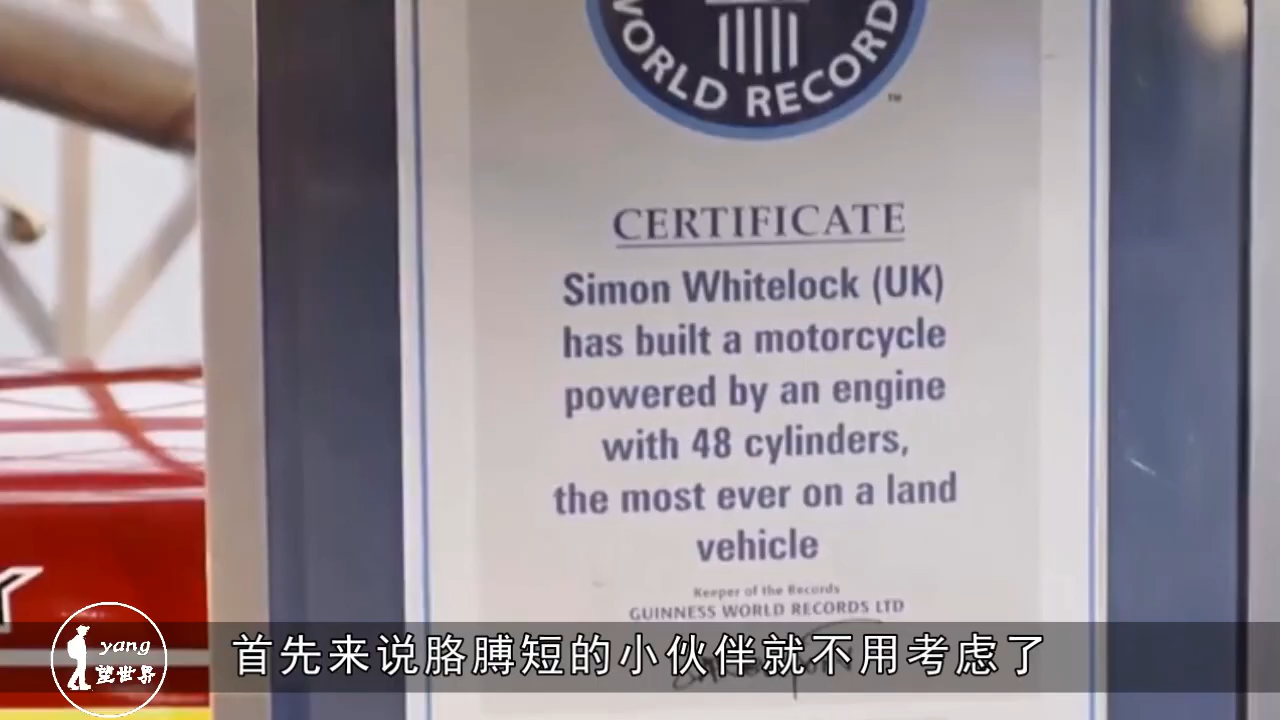 WORLD RECORD
TM
CERTIFICATE
Simon Whitelock (UK)
has built a motorcycle
powered by an engine
with 48 cylinders,
the most ever on a land
vehicle
Keeper of the Records
GUINNESS WORLD RECORDS LTD
首先来说胳膊短的小伙伴就不用考虑了
yang
望世界